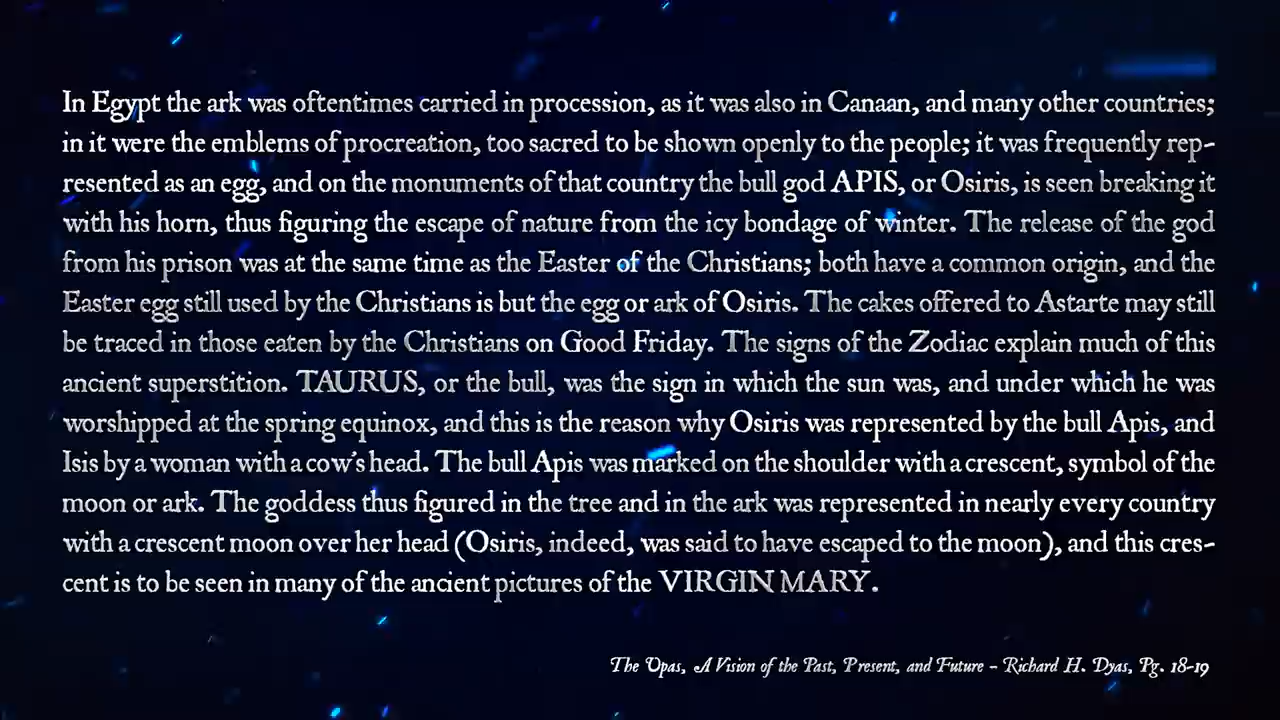 In Egypt the ark was oftentimes carried in procession, as it was also in Canaan, and many other countries;
in it were the emblems of procreation, too sacred to be shown openly to the people; it was frequently rep-
resented as an egg, and on the monuments of that country the bull god APIS, or Osiris, is seen breaking it
with his horn, thus figuring the escape of nature from the icy bondage of winter. The release of the god
from his prison was at the same time as the Easter of the Christians; both have a common origin, and the
Easter egg still used by the Christians is but the egg or ark of Osiris. The cakes offered to Astarte may still
be traced in those eaten by the Christians on Good Friday. The signs of the Zodiac explain much of this
ancient superstition. TAURUS, or the bull, was the sign in which the sun was, and under which he was
worshipped at the spring equinox, and this is the reason why Osiris was represented by the bull Apis, and
Isis by a woman with a cow's head. The bull Apis was marked on the shoulder with a crescent, symbol of the
moon or ark. The goddess thus figured in the tree and in the ark was represented in nearly every country
with a crescent moon over her head (Osiris, indeed, was said to have escaped to the moon), and this cres-
cent is to be seen in many of the ancient pictures of the VIRGIN MARY.
The Upas, A Vision of the Past, Present, and Future - Richard H. Dyas, Pg. 18-19